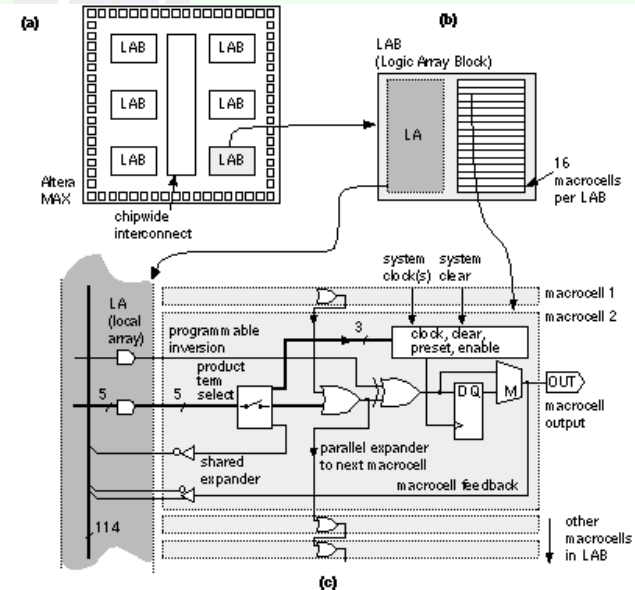 (a)
LAB
LAB
LAB
LAB
LAB
LAB
Altera
MAX
chipwide
interconnect
(b)
LAB
(Logic Array Block)
LA
16
macrocells
per LAB
system
clock(s)
system
clear
LA
(local
array)
macrocell 1
macrocell 2
programmable
inversion
3
clock, clear,
preset, enable
product
term
select
5
5
D Q
M
OUT
macrocell
output
shared
expander
parallel expander
to next macrocell
macrocell feedback
114
other
macrocells
in LAB
(c)